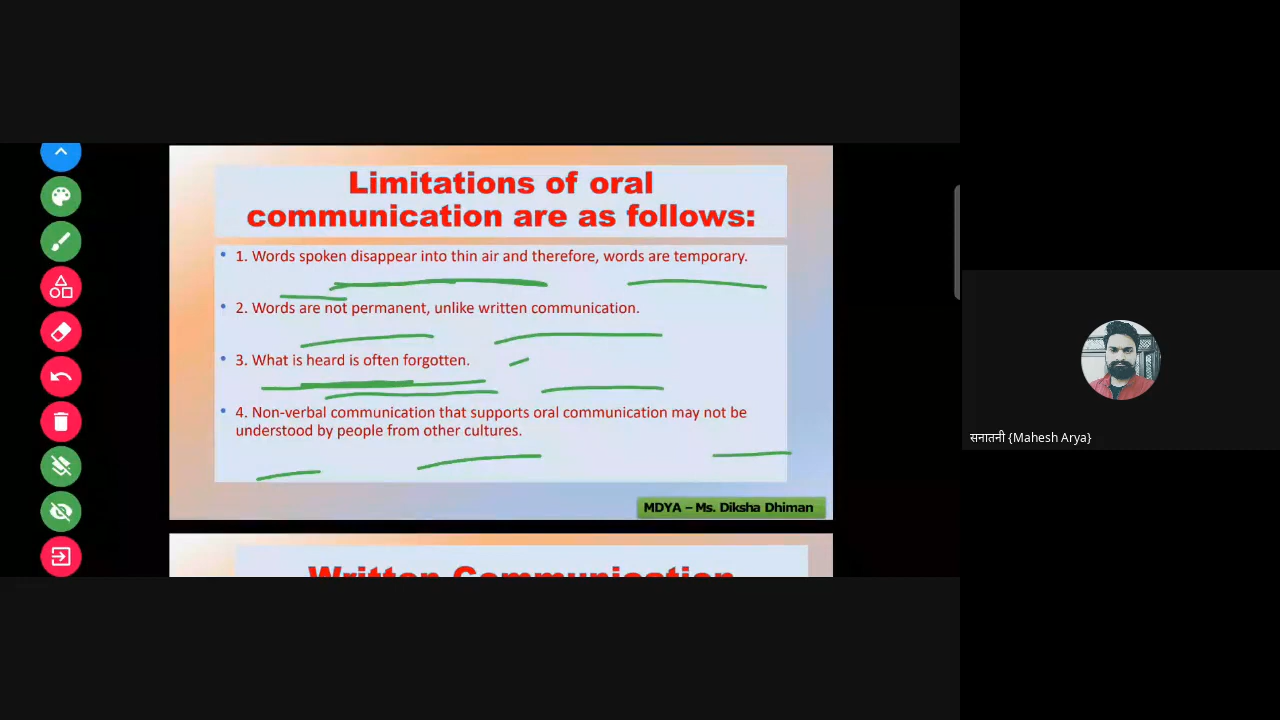 Limitations of oral
communication are as follows:
1. Words spoken disappear into thin air and therefore, words are temporary.
2. Words are not permanent, unlike written communication.
3. What is heard is often forgotten.
4. Non-verbal communication that supports oral communication may not be
understood by people from other cultures.
MDYA – Ms. Diksha Dhiman
Written Communication
सनातनी {Mahesh Arya}